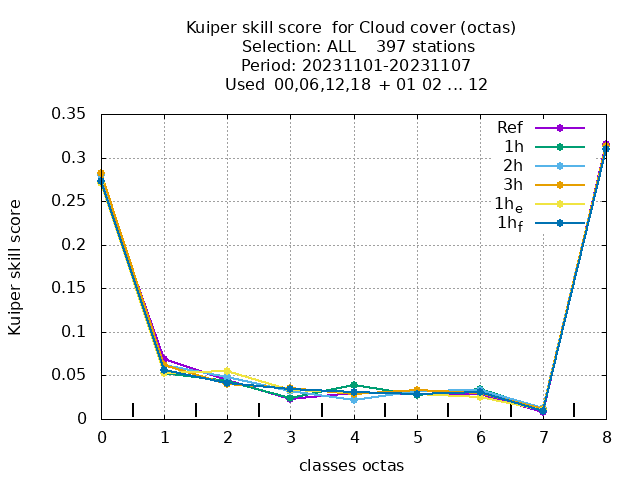 Kuiper skill score for Cloud cover (octas)
Selection: ALL 397 stations
Period: 20231101-20231107
Used 00,06,12,18 + 01 02 ... 12
Kuiper skill score
0.35
0.3
0.25
0.2
0.15
0.1
0.05
0
Ref
1h
2h
3h
1h_e
1h_f
0 1 2 3 4 5 6 7 8
classes octas